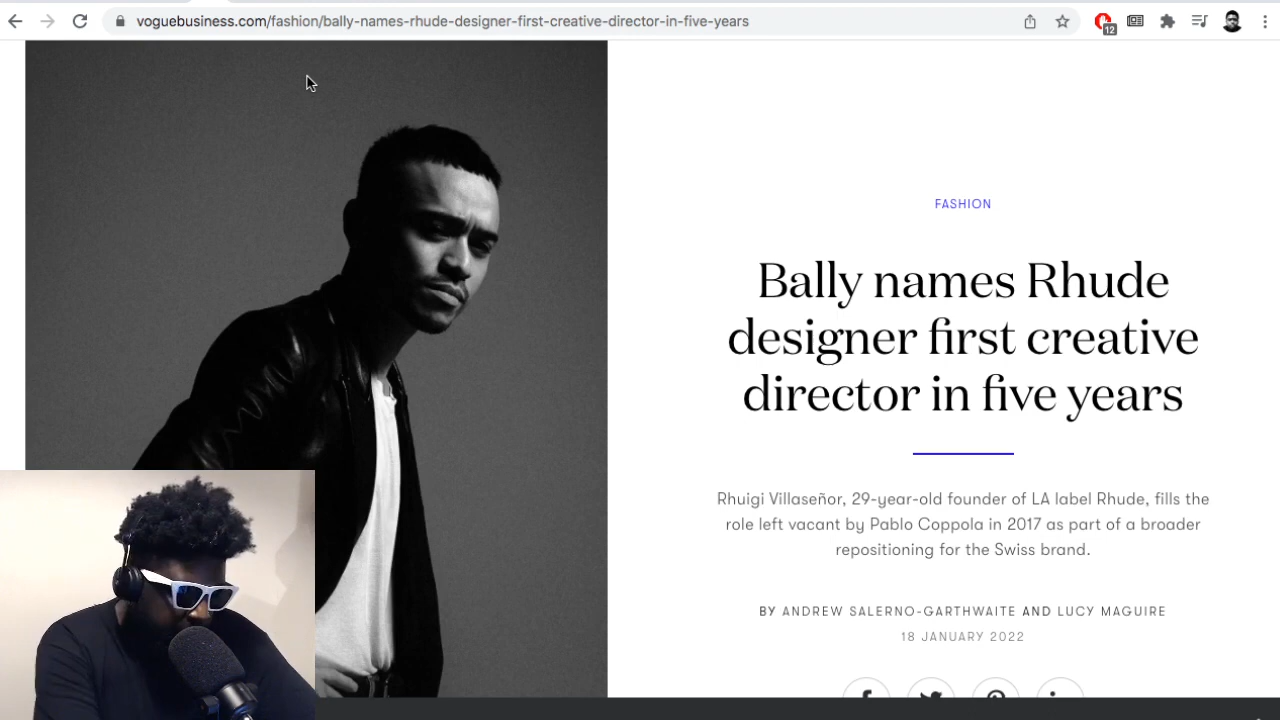 voguebusiness.com/fashion/bally-names-rhude-designer-first-creative-director-in-five-years
12
FASHION
Bally names Rhude
designer first creative
director in five years
Rhuigi Villaseñor, 29-year-old founder of LA label Rhude, fills the
role left vacant by Pablo Coppola in 2017 as part of a broader
repositioning for the Swiss brand.
BY ANDREW SALERNO-GARTHWAITE AND LUCY MAGUIRE
18 JANUARY 2022